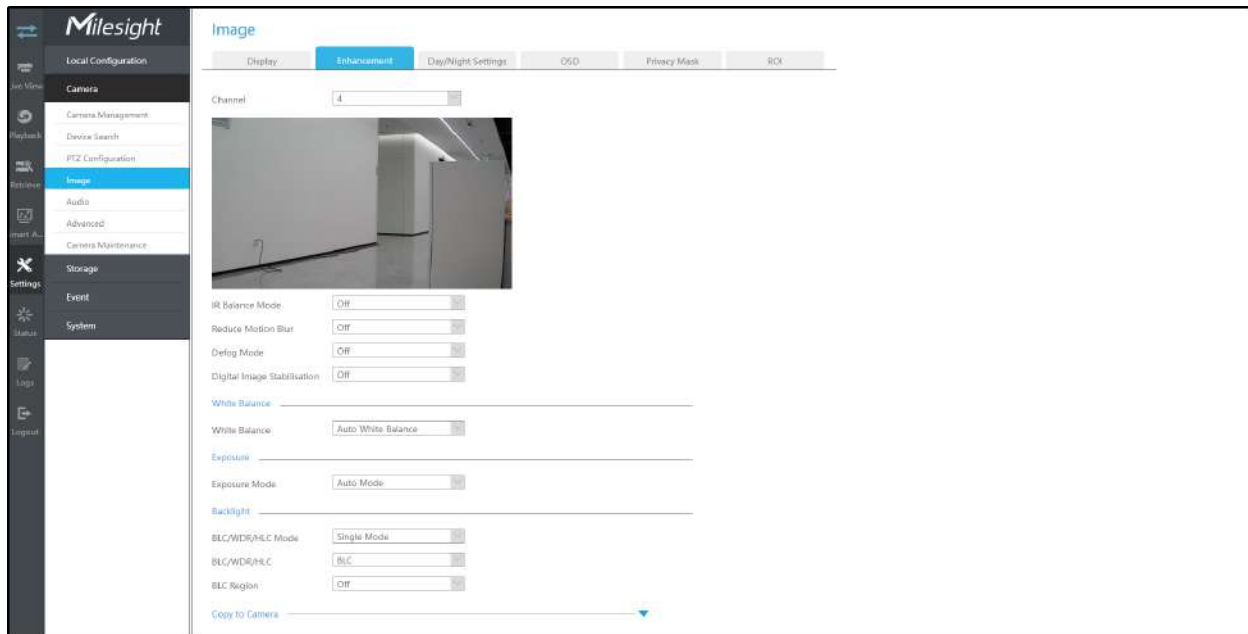 Milesight
Image
Local Configuration
Display Enhancement Day/Night Settings OSD Privacy Mask ROI
Live View
Camera
Channel 4
Camera Management
Playback
Device Search
PTZ Configuration
Retrieve
Image
Audio
Advanced
Camera Maintenance
Settings
Storage
Event
System
Status
Logs
Logout
IR Balance Mode Off
Reduce Motion Blur Off
Defog Mode Off
Digital Image Stabilisation Off
White Balance
White Balance Auto White Balance
Exposure
Exposure Mode Auto Mode
Backlight
BLC/WDR/HLC Mode Single Mode
BLC/WDR/HLC BLC
BLC Region Off
Copy to Camera